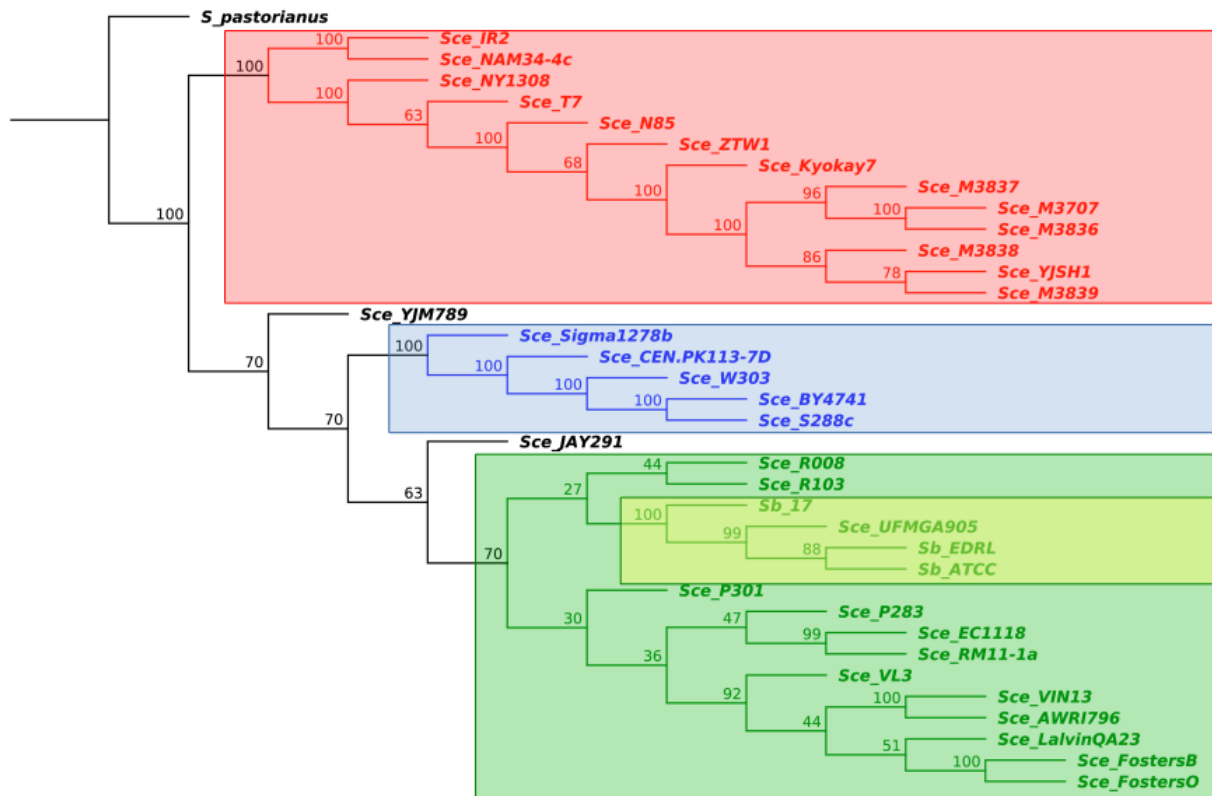 S_pastorianus
Sce_IR2
100
Sce_NAM34-4c
100
Sce_NY1308
100
Sce_T7
63
Sce_N85
100
Sce_ZTW1
68
Sce_Kyokay7
100
Sce_M3837
96
Sce_M3707
100
100
Sce_M3836
100
Sce_M3838
86
Sce_YJSH1
78
Sce_M3839
Sce_YJM789
Sce_Sigma1278b
100
Sce_CEN.PK113-7D
70
100
Sce_W303
100
Sce_BY4741
100
Sce_S288c
70
Sce_JAY291
Sce_R008
44
Sce_R103
27
63
Sb_17
100
Sce_UFMGA905
99
Sb_EDRL
88
70
Sb_ATCC
Sce_P301
Sce_P283
47
30
Sce_EC1118
99
Sce_RM11-1a
36
Sce_VL3
92
Sce_VIN13
100
Sce_AWRI796
44
Sce_LalvinQA23
51
Sce_FostersB
100
Sce_FostersO